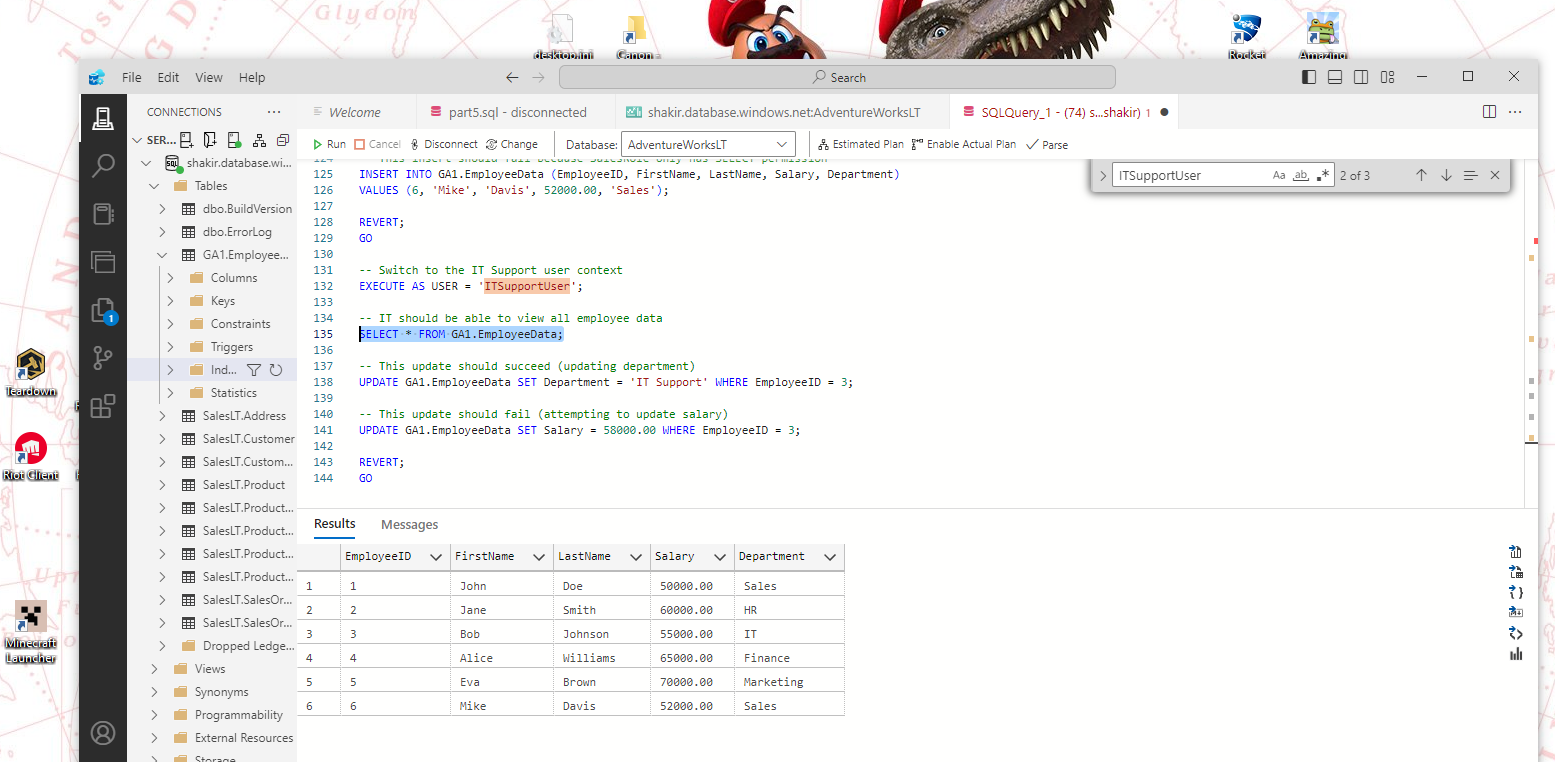 Glydon
desktop.ini
Canon -
Rocket
Amazing
File Edit View Help
Search
CONNECTIONS ...
Welcome
part5.sql - disconnected
shakir.database.windows.net:AdventureWorksLT
SQLQuery_1 - (74) s...shakir) 1
SER...
Run Cancel Disconnect Change Database: AdventureWorksLT Estimated Plan Enable Actual Plan Parse
ITSupportUser Aa ab .* 2 of 3
shakir.database.wi...
Tables
dbo.BuildVersion
dbo.ErrorLog
GA1.Employee...
Columns
Keys
Constraints
Triggers
Ind...
Statistics
SalesLT.Address
SalesLT.Customer
SalesLT.Custom...
SalesLT.Product
SalesLT.Product...
SalesLT.Product...
SalesLT.Product...
SalesLT.Product...
SalesLT.SalesOr...
SalesLT.SalesOr...
Dropped Ledge...
Views
Synonyms
Programmability
External Resources
Storage
1
Teardown
Riot Client
Minecraft
Launcher
124 -- This insert should fail because SalesRole only has SELECT permission
125 INSERT INTO GA1.EmployeeData (EmployeeID, FirstName, LastName, Salary, Department)
126 VALUES (6, 'Mike', 'Davis', 52000.00, 'Sales');
127
128 REVERT;
129 GO
130
131 -- Switch to the IT Support user context
132 EXECUTE AS USER = 'ITSupportUser';
133
134 -- IT should be able to view all employee data
135 SELECT * FROM GA1.EmployeeData;
136
137 -- This update should succeed (updating department)
138 UPDATE GA1.EmployeeData SET Department = 'IT Support' WHERE EmployeeID = 3;
139
140 -- This update should fail (attempting to update salary)
141 UPDATE GA1.EmployeeData SET Salary = 58000.00 WHERE EmployeeID = 3;
142
143 REVERT;
144 GO
Results Messages
EmployeeID FirstName LastName Salary Department
1 1 John Doe 50000.00 Sales
2 2 Jane Smith 60000.00 HR
3 3 Bob Johnson 55000.00 IT
4 4 Alice Williams 65000.00 Finance
5 5 Eva Brown 70000.00 Marketing
6 6 Mike Davis 52000.00 Sales